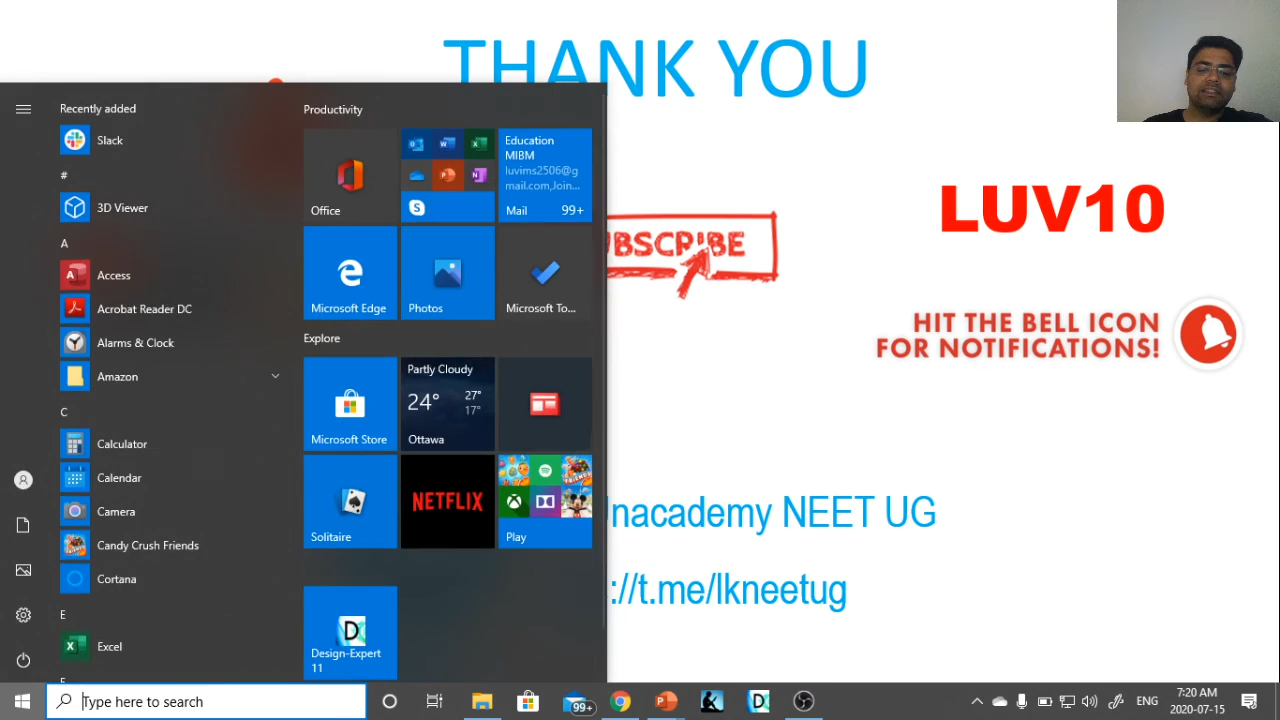 THANK YOU
LUV10
UBSCRIBE
HIT THE BELL ICON
FOR NOTIFICATIONS!
nacademy NEET UG
://t.me/lkneetug
Recently added
Slack
#
3D Viewer
A
Access
Acrobat Reader DC
Alarms & Clock
Amazon
C
Calculator
Calendar
Camera
Candy Crush Friends
Cortana
E
Excel
Productivity
Office
Education
MIBM
luvims2506@g
mail.com,Join...
Mail 99+
Microsoft Edge
Photos
Microsoft To...
Explore
Microsoft Store
Partly Cloudy
24° 27°
17°
Ottawa
Solitaire
NETFLIX
Play
Design-Expert
11
Type here to search
99+
ENG
7:20 AM
2020-07-15